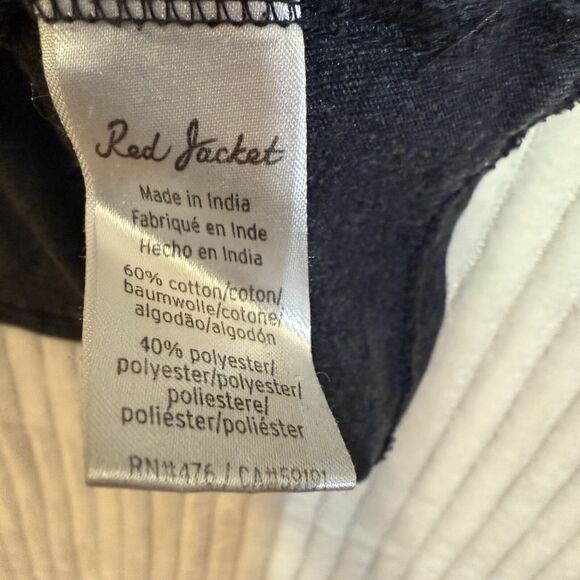 Red Jacket
Made in India
Fabriqué en Inde
Hecho en India
60% cotton/coton/
baumwolle/cotone/
algodão/algodón
40% polyester/
polyester/polyester/
poliestere/
poliéster/poliéster